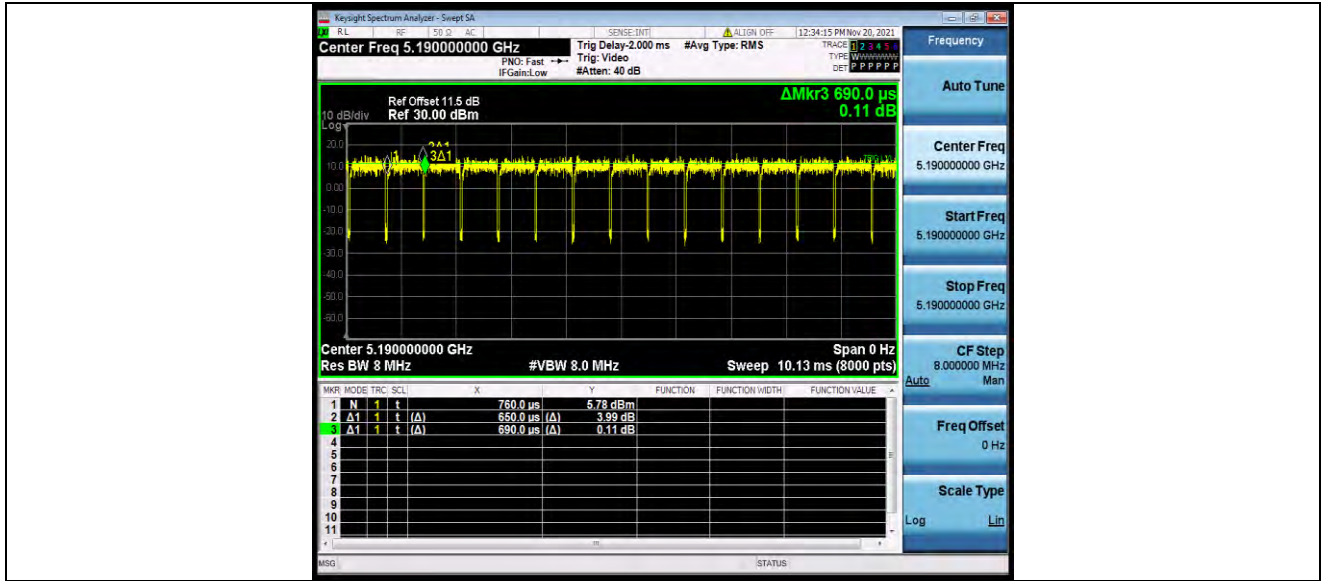 Keysight Spectrum Analyzer - Swept SA
RL RF 50 Ω AC SENSE:INT ALIGN OFF 12:34:15 PM Nov 20, 2021
Center Freq 5.190000000 GHz
Trig Delay-2.000 ms #Avg Type: RMS
TRACE 1 2 3 4 5 6
PNO: Fast Trig: Video
TYPE WWWWWW
IFGain:Low #Atten: 40 dB
DET P P P P P P
Frequency
Auto Tune
Center Freq
5.190000000 GHz
Start Freq
5.190000000 GHz
Stop Freq
5.190000000 GHz
CF Step
8.000000 MHz
Auto Man
Freq Offset
0 Hz
Scale Type
Log Lin
ΔMkr3 690.0 µs
0.11 dB
Ref Offset 11.5 dB
10 dB/div Ref 30.00 dBm
Log
20.0
10.0
0.00
-10.0
-20.0
-30.0
-40.0
-50.0
-60.0
1
2Δ1
3Δ1
Center 5.190000000 GHz Span 0 Hz
Res BW 8 MHz #VBW 8.0 MHz Sweep 10.13 ms (8000 pts)
MKR MODE TRC SCL X Y FUNCTION FUNCTION WIDTH FUNCTION VALUE
1 N 1 t 760.0 µs 5.78 dBm
2 Δ1 1 t (Δ) 650.0 µs (Δ) 3.99 dB
3 Δ1 1 t (Δ) 690.0 µs (Δ) 0.11 dB
4
5
6
7
8
9
10
11
MSG STATUS